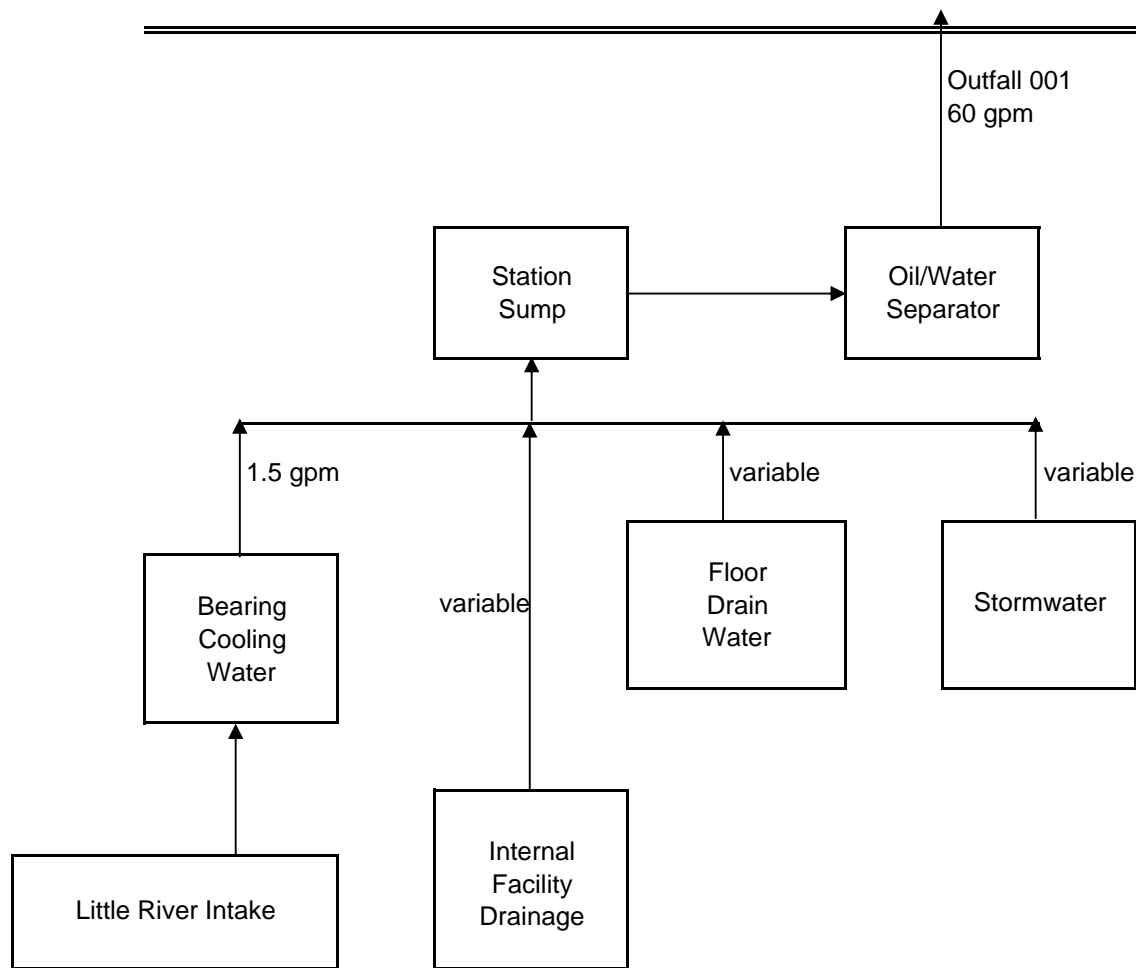 Outfall 001
60 gpm
Station
Sump
Oil/Water
Separator
1.5 gpm
variable
variable
Bearing
Cooling
Water
variable
Floor
Drain
Water
Stormwater
Little River Intake
Internal
Facility
Drainage